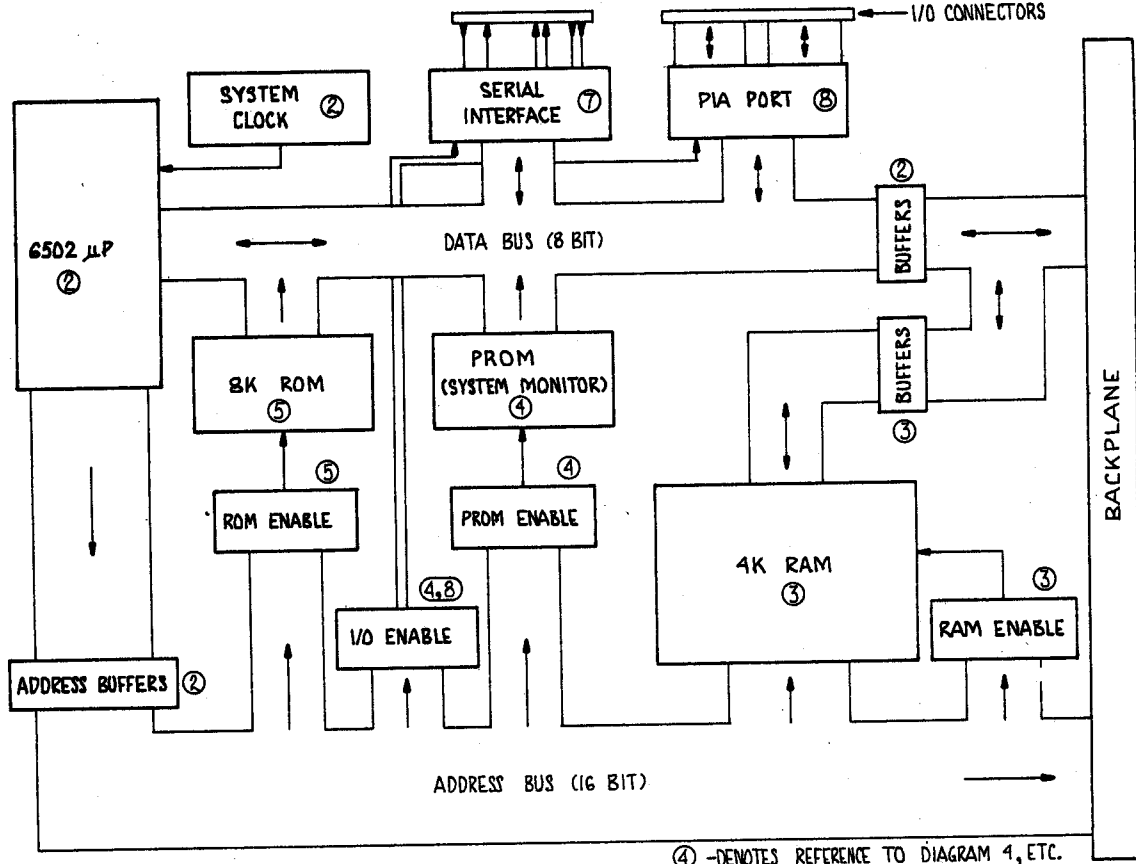 I/O CONNECTORS
SYSTEM
CLOCK
②
SERIAL
INTERFACE
⑦
PIA PORT
⑧
6502 µP
②
DATA BUS (8 BIT)
②
BUFFERS
BUFFERS
③
8K ROM
⑤
PROM
(SYSTEM MONITOR)
④
BACKPLANE
⑤
ROM ENABLE
④
PROM ENABLE
4K RAM
③
4,8
I/O ENABLE
③
RAM ENABLE
ADDRESS BUFFERS
②
ADDRESS BUS (16 BIT)
④ -DENOTES REFERENCE TO DIAGRAM 4, ETC.